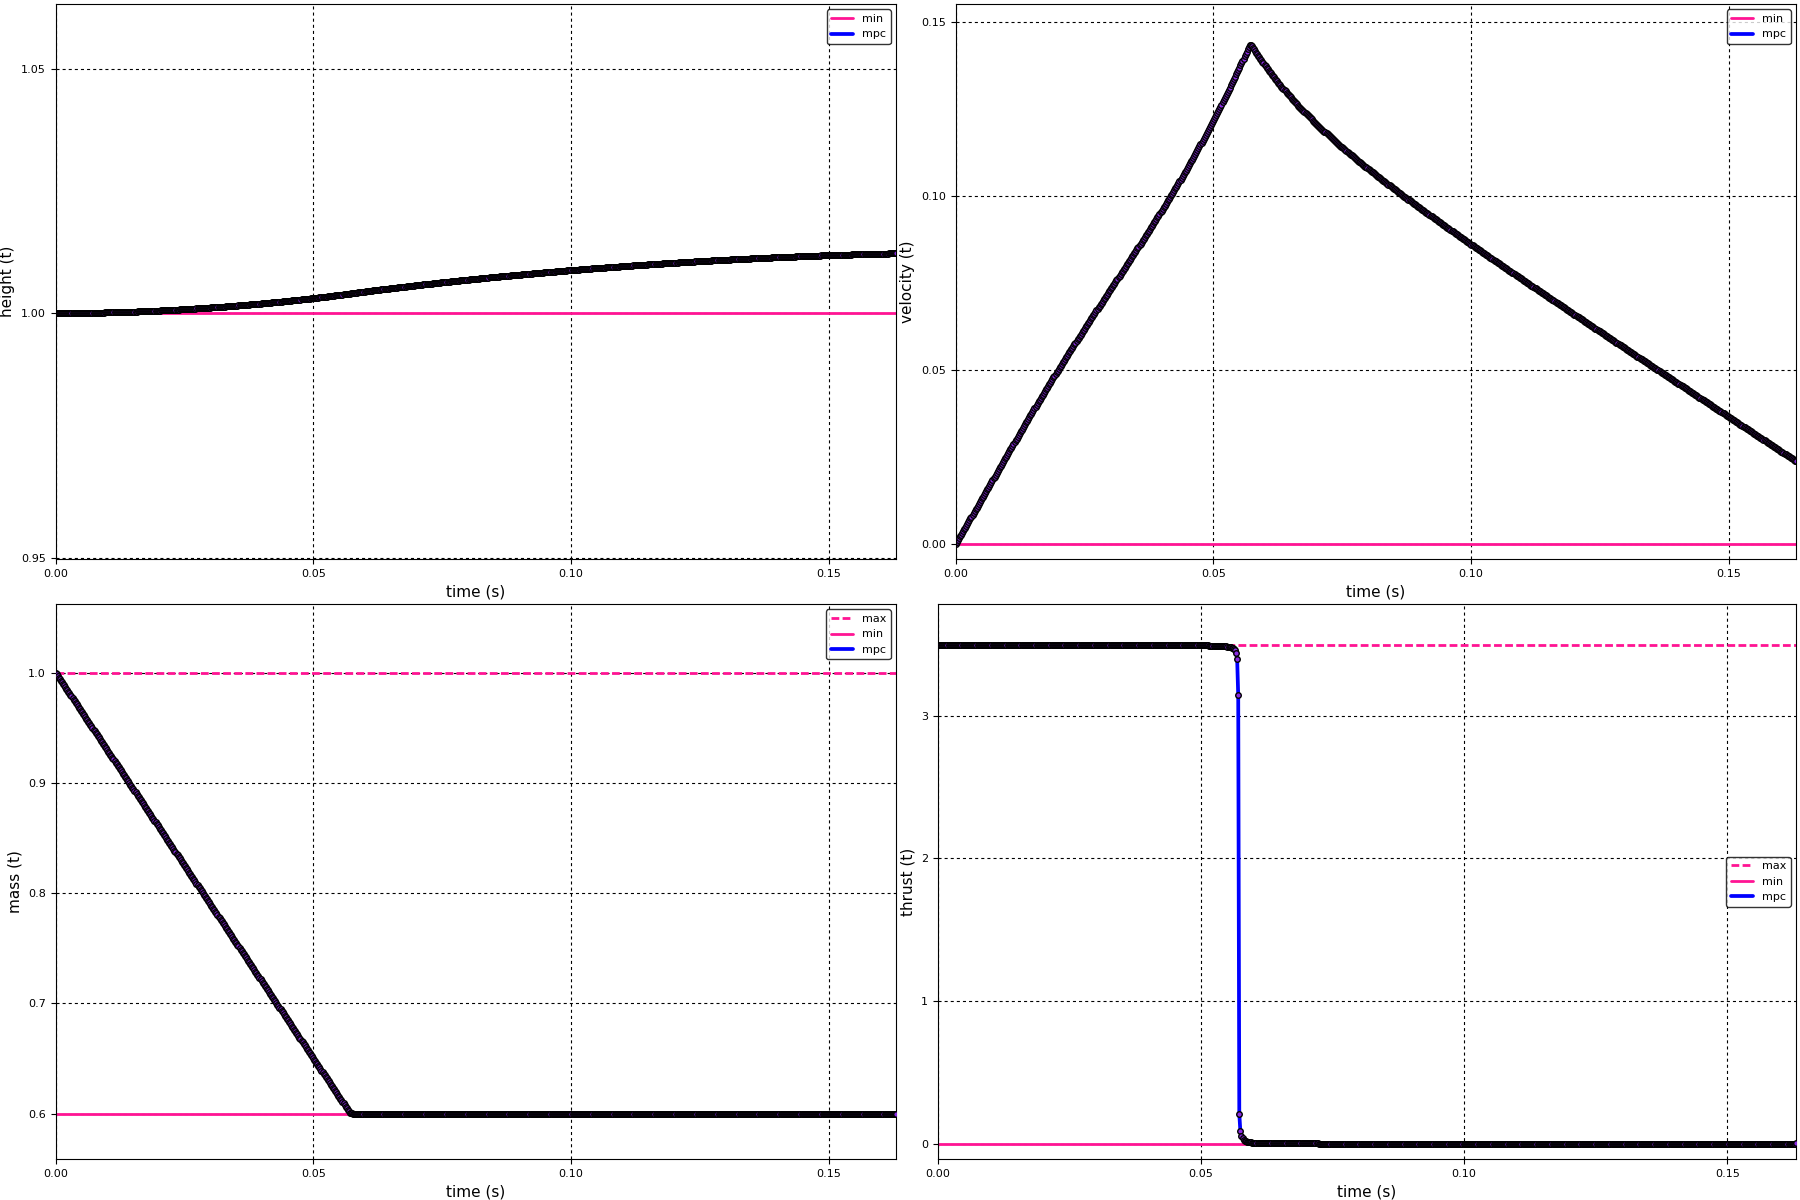 min
mpc
1.05
1.00
0.95
height (t)
0.00 0.05 0.10 0.15
time (s)
min
mpc
0.15
0.10
0.05
0.00
velocity (t)
0.00 0.05 0.10 0.15
time (s)
max
min
mpc
1.0
0.9
0.8
0.7
0.6
mass (t)
0.00 0.05 0.10 0.15
time (s)
3
2
1
0
thrust (t)
max
min
mpc
0.00 0.05 0.10 0.15
time (s)